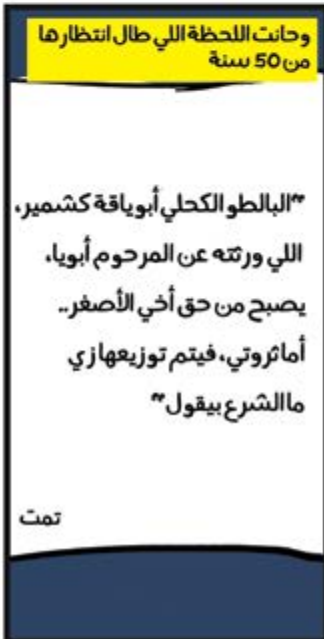 وحانت اللحظة اللي طال انتظارها
من 50 سنة
"البالطو الكحلي أبو ياقة كشمير،
اللي ورثته عن المرحوم أبويا،
يصبح من حق أخي الأصغر..
أما ثروتي، فيتم توزيعها زي
ما الشرع بيقول"
تمت